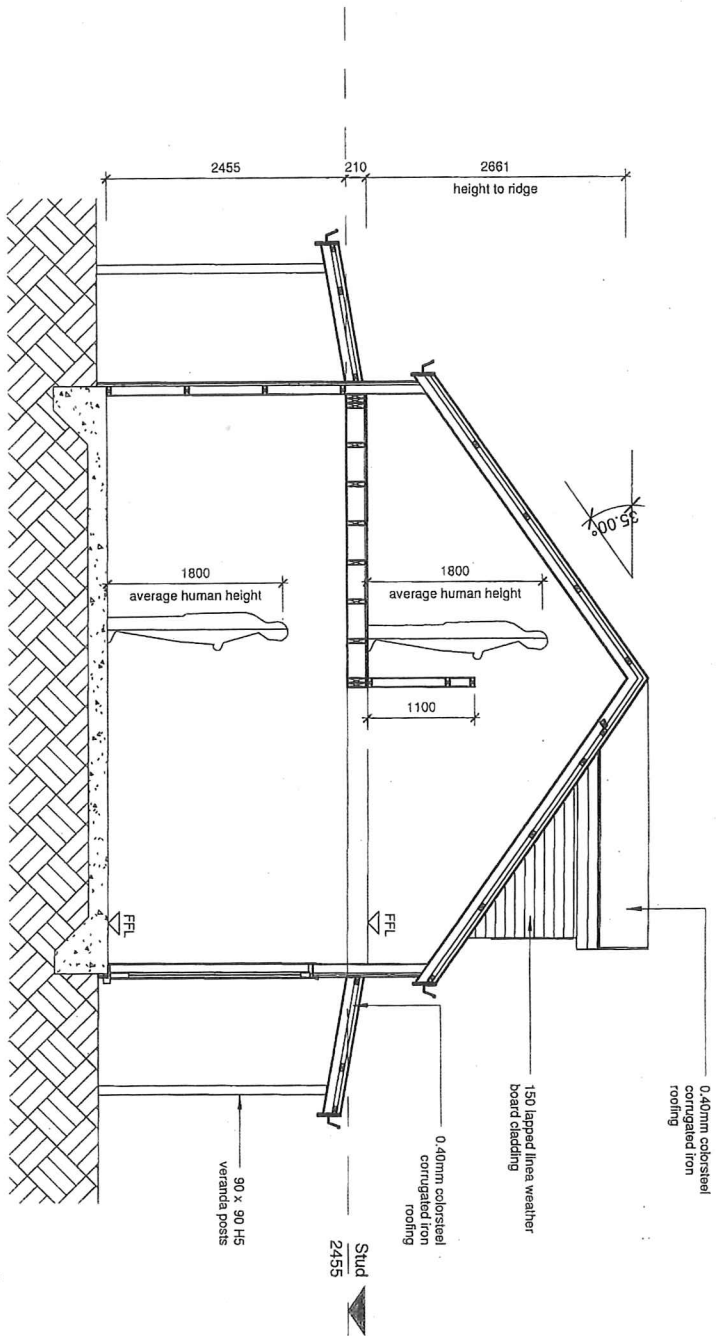 2455
210
2661
height to ridge
35.00°
1800
average human height
1800
average human height
1100
FFL
FFL
0.40mm colorsteel
corrugated iron
roofing
150 lapped linea weather
board cladding
0.40mm colorsteel
corrugated iron
roofing
90 x 90 H5
veranda posts
Stud
2455